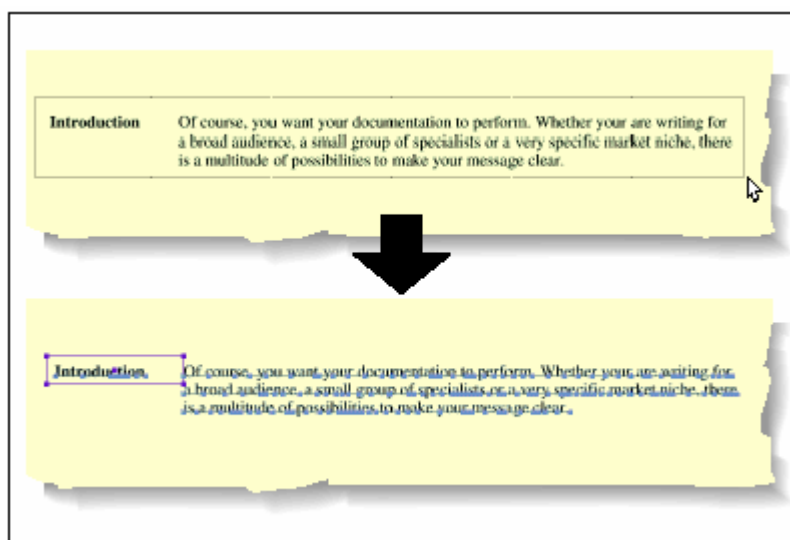 Introduction Of course, you want your documentation to perform. Whether your are writing for
a broad audience, a small group of specialists or a very specific market niche, there
is a multitude of possibilities to make your message clear.
Introduction Of course, you want your documentation to perform. Whether your are writing for
a broad audience, a small group of specialists or a very specific market niche, there
is a multitude of possibilities to make your message clear.